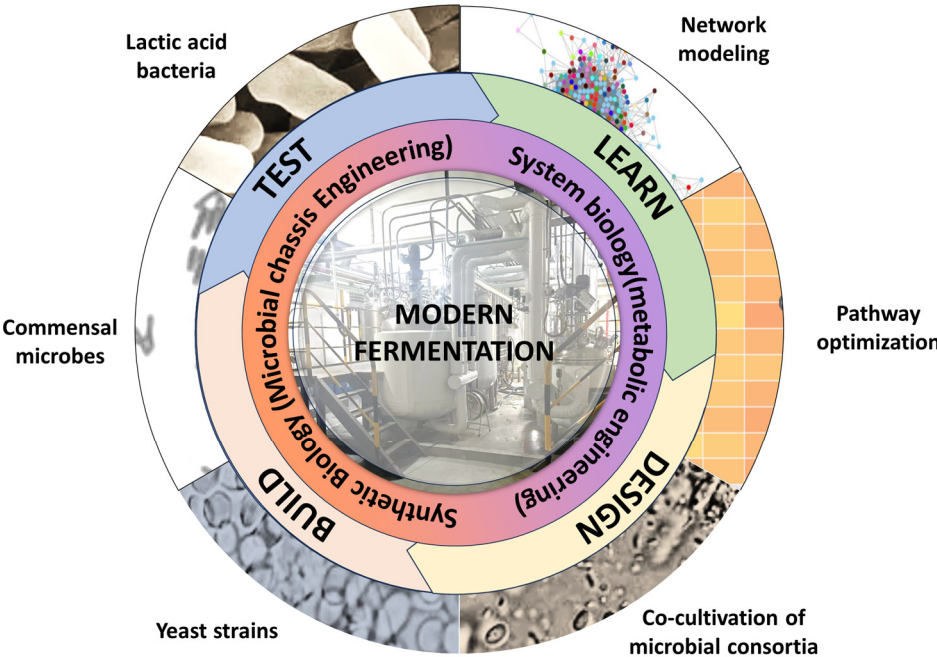 Lactic acid
bacteria
Network
modeling
TEST
LEARN
Synthetic Biology (Microbial chassis Engineering)
System biology(metabolic engineering)
MODERN
FERMENTATION
Commensal
microbes
Pathway
optimization
BUILD
DESIGN
Yeast strains
Co-cultivation of
microbial consortia